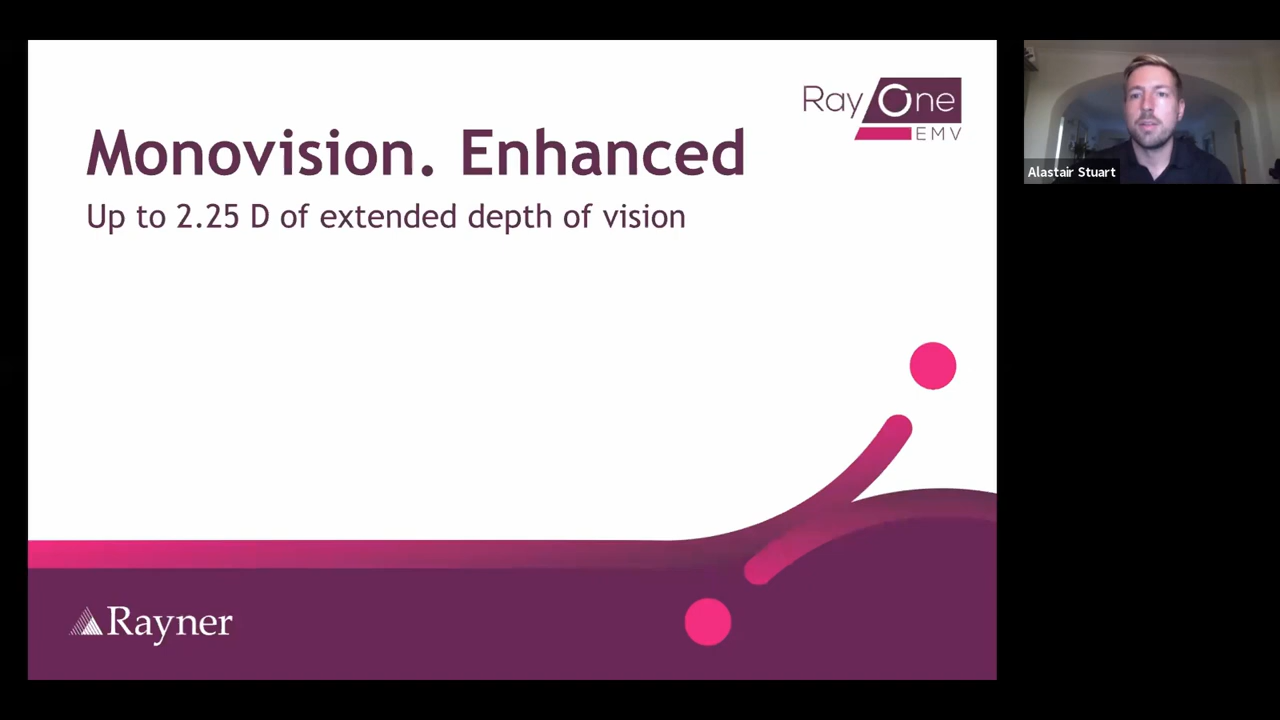 RayOne
EMV
Monovision. Enhanced
Up to 2.25 D of extended depth of vision
Rayner
Alastair Stuart